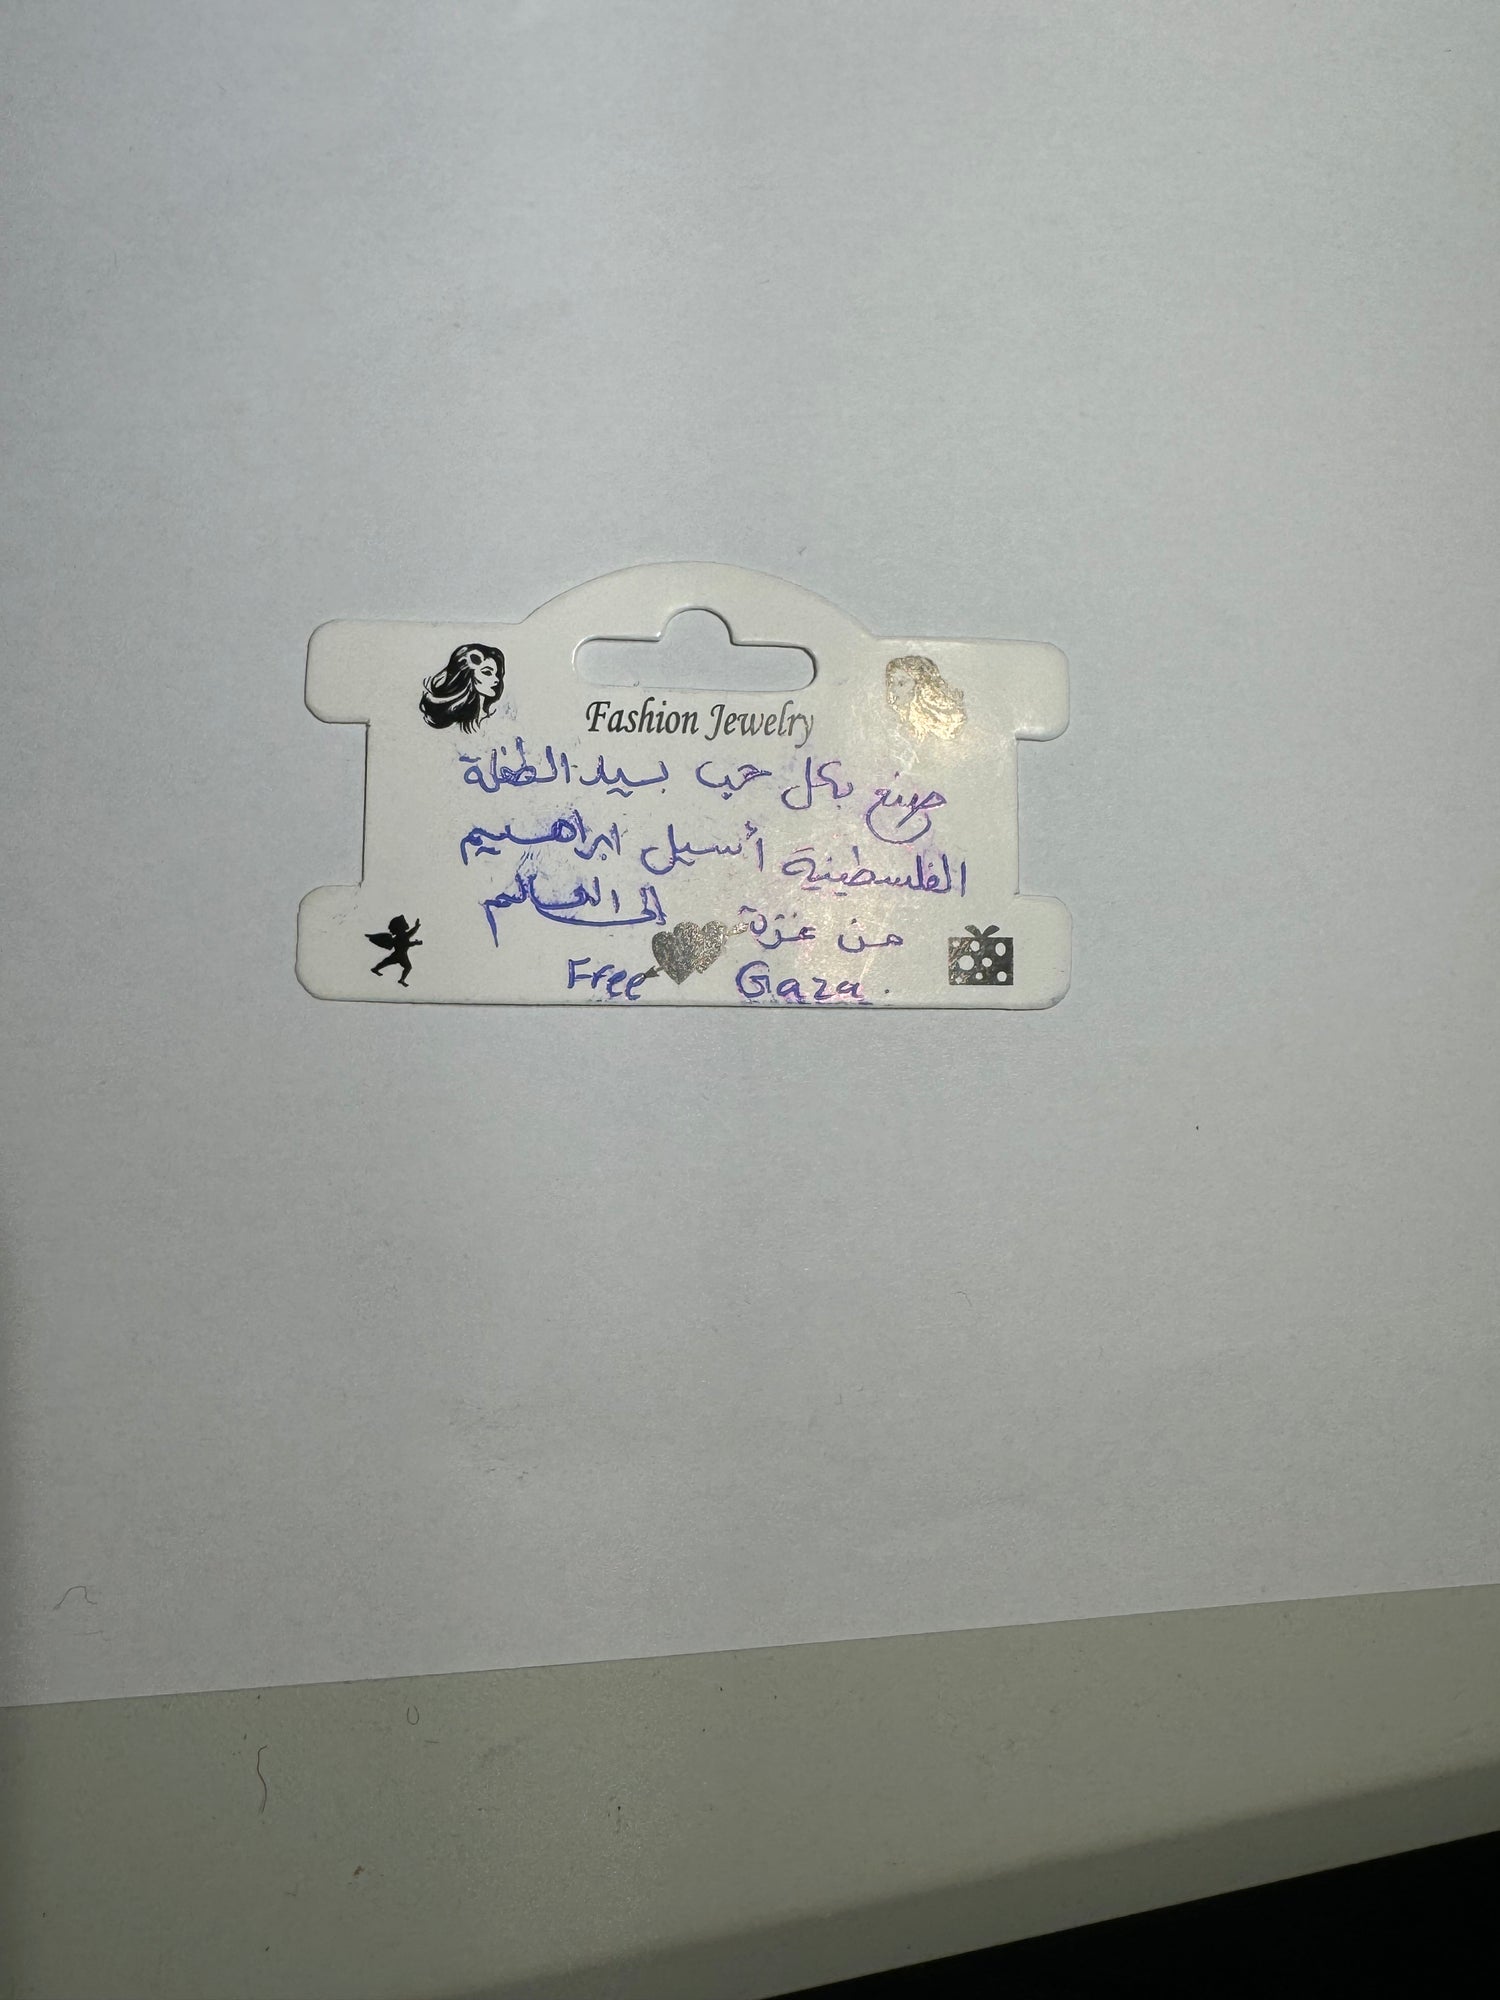 Fashion Jewelry
صنع بكل حب بيد الطفلة
الفلسطينية أسيل ابراهيم
من غزة إلى العالم
Free Gaza.